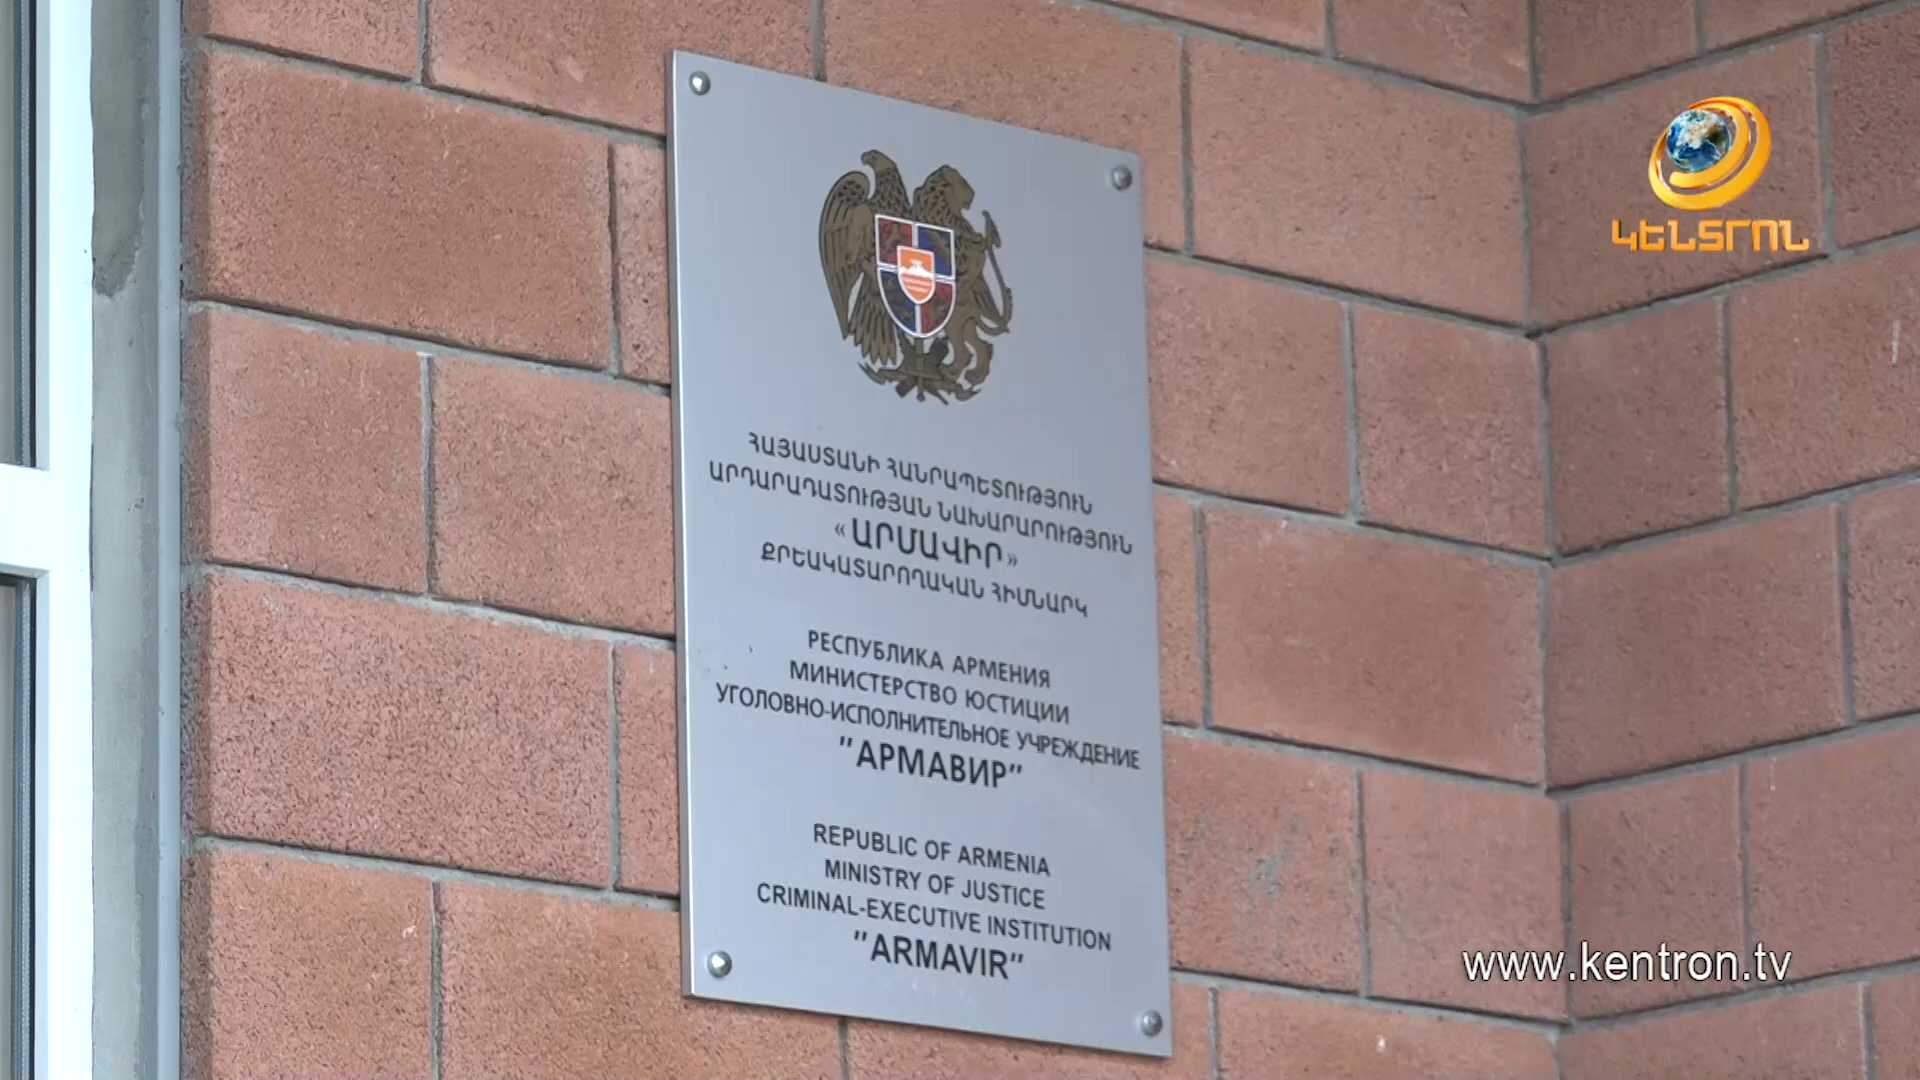 ՀԱՅԱՍՏԱՆԻ ՀԱՆՐԱՊԵՏՈՒԹՅՈՒՆ
ԱՐԴԱՐԱԴԱՏՈՒԹՅԱՆ ՆԱԽԱՐԱՐՈՒԹՅՈՒՆ
«ԱՐՄԱՎԻՐ»
ՔՐԵԱԿԱՏԱՐՈՂԱԿԱՆ ՀԻՄՆԱՐԿ
РЕСПУБЛИКА АРМЕНИЯ
МИНИСТЕРСТВО ЮСТИЦИИ
УГОЛОВНО-ИСПОЛНИТЕЛЬНОЕ УЧРЕЖДЕНИЕ
"АРМАВИР"
REPUBLIC OF ARMENIA
MINISTRY OF JUSTICE
CRIMINAL-EXECUTIVE INSTITUTION
"ARMAVIR"
ԿԵՆՏՐՈՆ
www.kentron.tv